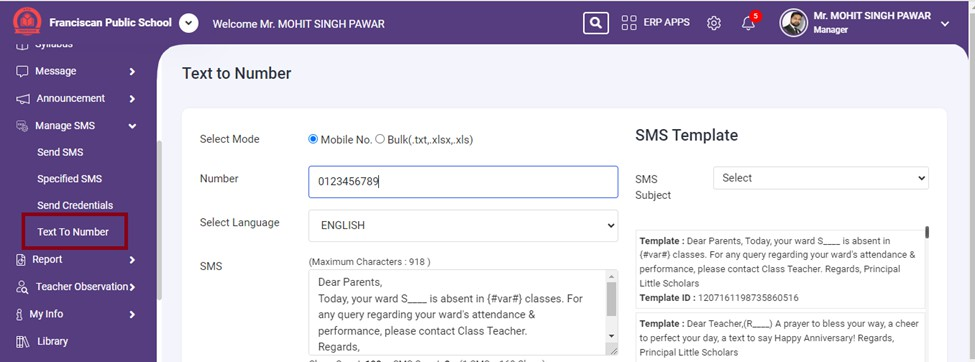 Franciscan Public School
Welcome Mr. MOHIT SINGH PAWAR
ERP APPS
5
Mr. MOHIT SINGH PAWAR
Manager
Syllabus
Message
Announcement
Manage SMS
Send SMS
Specified SMS
Send Credentials
Text To Number
Report
Teacher Observation
My Info
Library
Text to Number
Select Mode
Mobile No. Bulk(.txt,.xlsx,.xls)
Number
0123456789
Select Language
ENGLISH
SMS
(Maximum Characters : 918 )
Dear Parents,
Today, your ward S____ is absent in {#var#} classes. For
any query regarding your ward's attendance &
performance, please contact Class Teacher.
Regards,
SMS Template
SMS
Subject
Select
Template : Dear Parents, Today, your ward S____ is absent in
{#var#} classes. For any query regarding your ward's attendance &
performance, please contact Class Teacher. Regards, Principal
Little Scholars
Template ID : 1207161198735860516
Template : Dear Teacher,(R____) A prayer to bless your way, a cheer
to perfect your day, a text to say Happy Anniversary! Regards,
Principal Little Scholars